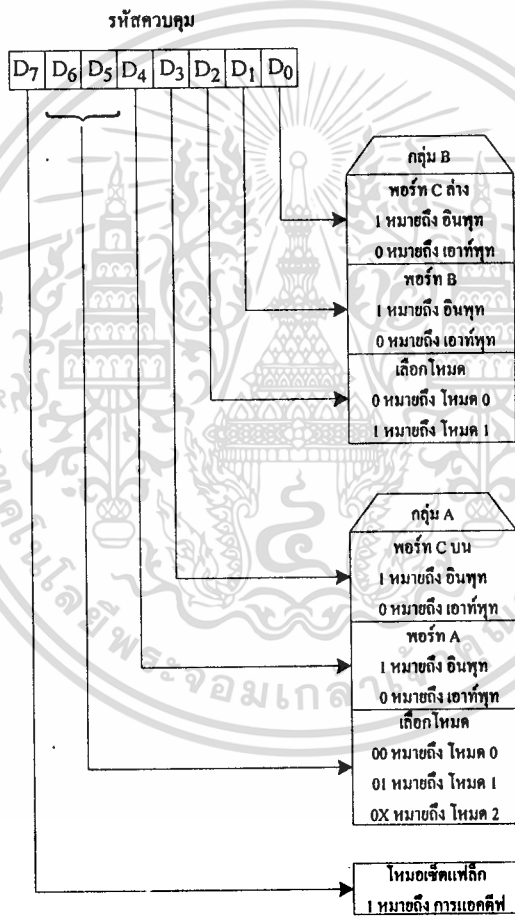 รหัสควบคุม
D7 D6 D5 D4 D3 D2 D1 D0
กลุ่ม B
พอร์ท C ล่าง
1 หมายถึง อินพุท
0 หมายถึง เอาท์พุท
พอร์ท B
1 หมายถึง อินพุท
0 หมายถึง เอาท์พุท
เลือกโหมด
0 หมายถึง โหมด 0
1 หมายถึง โหมด 1
กลุ่ม A
พอร์ท C บน
1 หมายถึง อินพุท
0 หมายถึง เอาท์พุท
พอร์ท A
1 หมายถึง อินพุท
0 หมายถึง เอาท์พุท
เลือกโหมด
00 หมายถึง โหมด 0
01 หมายถึง โหมด 1
0X หมายถึง โหมด 2
โหมอเซ็ตแฟล็ก
1 หมายถึง การแอคตีฟ
พระจอมเกล้า